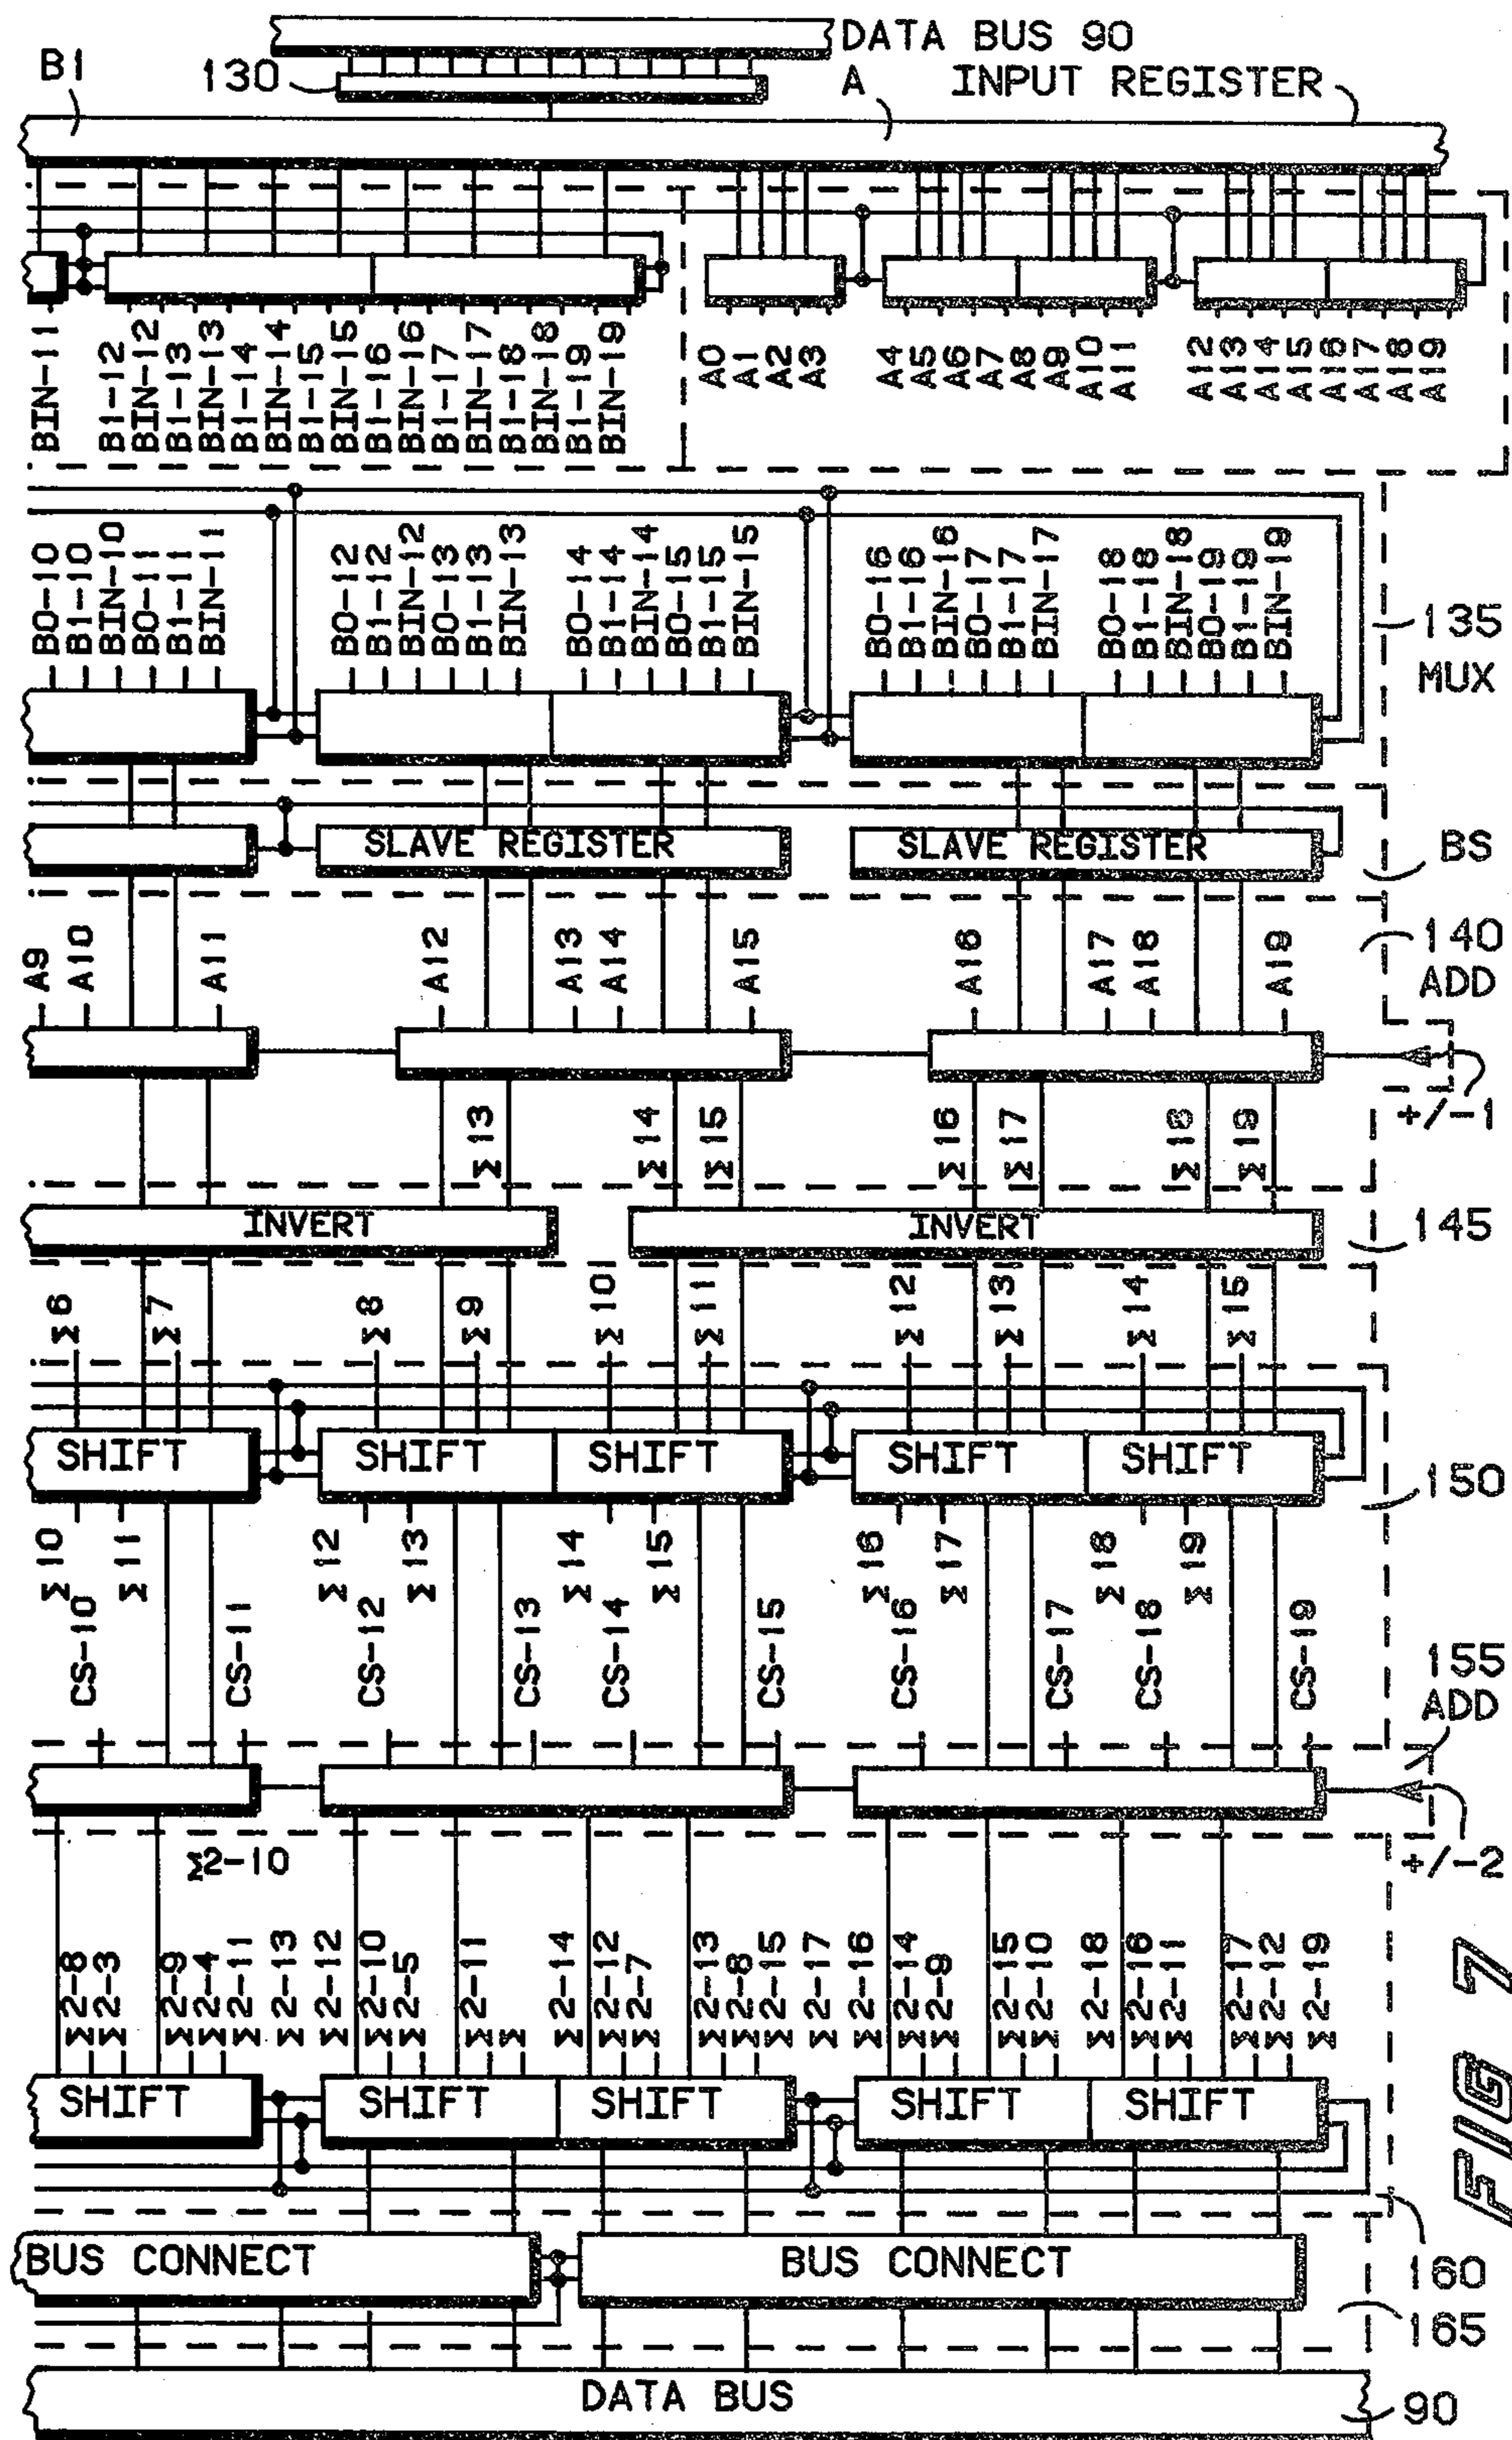 DATA BUS 90
B1
130
A
INPUT REGISTER
BIN-11
B1-12
BIN-12
B1-13
BIN-13
B1-14
BIN-14
B1-15
BIN-15
B1-16
BIN-16
B1-17
BIN-17
B1-18
BIN-18
B1-19
BIN-19
A0
A1
A2
A3
A4
A5
A6
A7
A8
A9
A10
A11
A12
A13
A14
A15
A16
A17
A18
A19
B0-10
B1-10
BIN-10
B0-11
B1-11
BIN-11
B0-12
B1-12
BIN-12
B0-13
B1-13
BIN-13
B0-14
B1-14
BIN-14
B0-15
B1-15
BIN-15
B0-16
B1-16
BIN-16
B0-17
B1-17
BIN-17
B0-18
B1-18
BIN-18
B0-19
B1-19
BIN-19
135
MUX
SLAVE REGISTER
SLAVE REGISTER
BS
A9
A10
A11
A12
A13
A14
A15
A16
A17
A18
A19
140
ADD
+/-1
Σ13
Σ14
Σ15
Σ16
Σ17
Σ18
Σ19
INVERT
INVERT
145
Σ6
Σ7
Σ8
Σ9
Σ10
Σ11
Σ12
Σ13
Σ14
Σ15
SHIFT
SHIFT
SHIFT
SHIFT
SHIFT
150
Σ10
Σ11
Σ12
Σ13
Σ14
Σ15
Σ16
Σ17
Σ18
Σ19
CS-10
CS-11
CS-12
CS-13
CS-14
CS-15
CS-16
CS-17
CS-18
CS-19
155
ADD
+/-2
Σ2-10
Σ2-8
Σ2-3
Σ2-9
Σ2-4
Σ2-11
Σ2-13
Σ2-12
Σ2-10
Σ2-5
Σ2-11
Σ
Σ2-14
Σ2-12
Σ2-7
Σ2-13
Σ2-8
Σ2-15
Σ2-17
Σ2-16
Σ2-14
Σ2-9
Σ2-15
Σ2-10
Σ2-18
Σ2-16
Σ2-11
Σ2-17
Σ2-12
Σ2-19
SHIFT
SHIFT
SHIFT
SHIFT
SHIFT
FIG 7
BUS CONNECT
BUS CONNECT
160
165
DATA BUS
90